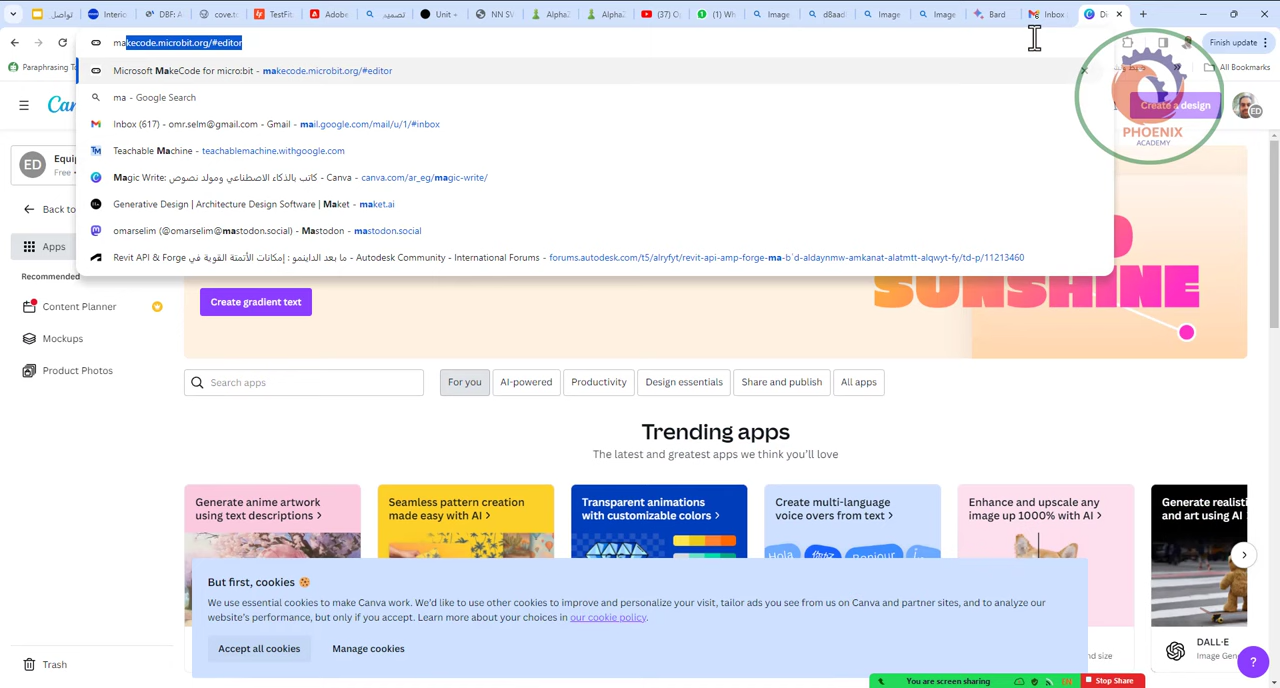 تواصل
Interio
DBF: A
cove.to
TestFit
Adobe
تصميم
Unit +
NN SV
Alpha
Alpha
(37) O
(1) Wh
Image
dBaad
Image
Image
Bard
Inbox
Di
makecode.microbit.org/#editor
Finish update
Paraphrasing T
All Bookmarks
Microsoft MakeCode for micro:bit - makecode.microbit.org/#editor
ma - Google Search
Inbox (617) - omr.selm@gmail.com - Gmail - mail.google.com/mail/u/1/#inbox
Teachable Machine - teachablemachine.withgoogle.com
Magic Write: كاتب بالذكاء الاصطناعي ومولد نصوص - Canva - canva.com/ar_eg/magic-write/
Generative Design | Architecture Design Software | Maket - maket.ai
omarselim (@omarselim@mastodon.social) - Mastodon - mastodon.social
Revit API & Forge ما بعد الداينمو : إمكانات الأتمتة القوية في - Autodesk Community - International Forums - forums.autodesk.com/t5/alryfyt/revit-api-amp-forge-ma-b`d-aldaynmw-amkanat-alatmtt-alqwyt-fy/td-p/11213460
Create a design
PHOENIX
ACADEMY
ED
ED
Equi
Free
Back to
Apps
Recommended
Content Planner
Mockups
Product Photos
Trash
SUNSHINE
Create gradient text
Search apps
For you
AI-powered
Productivity
Design essentials
Share and publish
All apps
Trending apps
The latest and greatest apps we think you'll love
Generate anime artwork
using text descriptions >
Seamless pattern creation
made easy with AI >
Transparent animations
with customizable colors >
Create multi-language
voice overs from text >
Enhance and upscale any
image up 1000% with AI >
Generate realisti
and art using AI
Hola
Bonjour
But first, cookies 🍪
We use essential cookies to make Canva work. We'd like to use other cookies to improve and personalize your visit, tailor ads you see from us on Canva and partner sites, and to analyze our
website's performance, but only if you accept. Learn more about your choices in our cookie policy.
Accept all cookies
Manage cookies
nd size
DALL·E
Image Gen
?
You are screen sharing
Stop Share